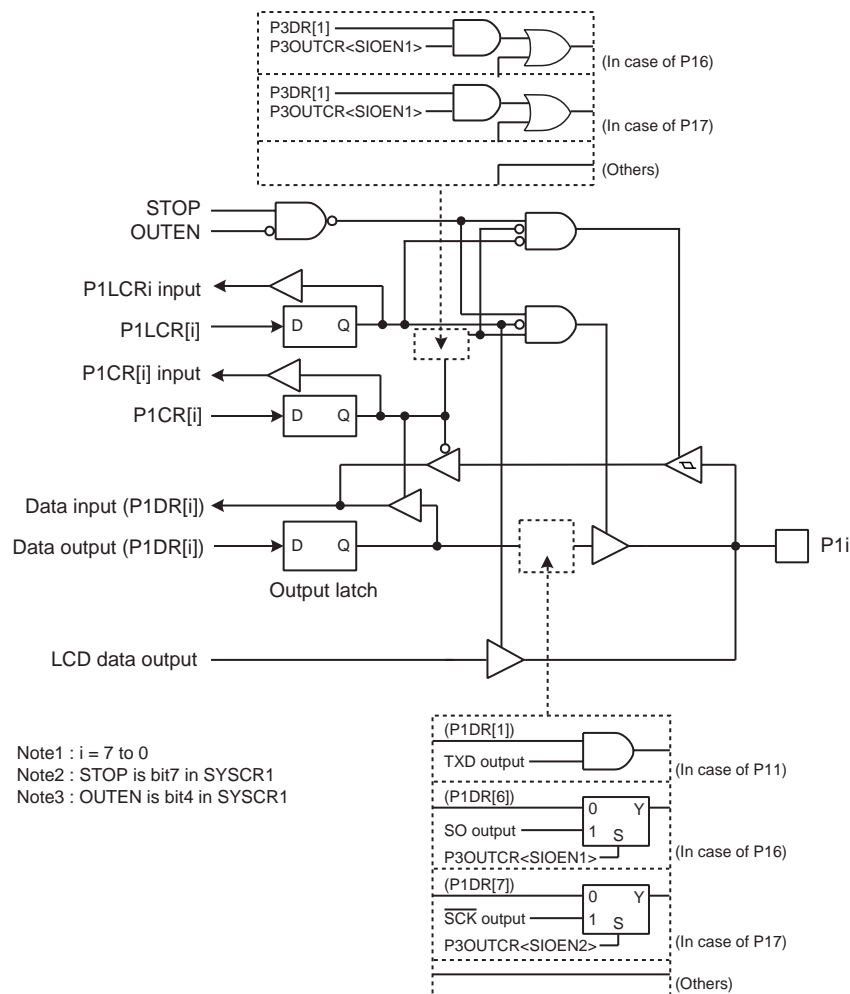 P3DR[1]
P3OUTCR<SIOEN1>
(In case of P16)
P3DR[1]
P3OUTCR<SIOEN1>
(In case of P17)
(Others)
STOP
OUTEN
P1LCRi input
P1LCR[i]
D Q
P1CR[i] input
P1CR[i]
D Q
Data input (P1DR[i])
Data output (P1DR[i])
D Q
P1i
Output latch
LCD data output
(P1DR[1])
TXD output
(In case of P11)
(P1DR[6])
0 Y
SO output
1 S
P3OUTCR<SIOEN1>
(In case of P16)
(P1DR[7])
0 Y
SCK output
1 S
P3OUTCR<SIOEN2>
(In case of P17)
(Others)
Note1 : i = 7 to 0
Note2 : STOP is bit7 in SYSCR1
Note3 : OUTEN is bit4 in SYSCR1